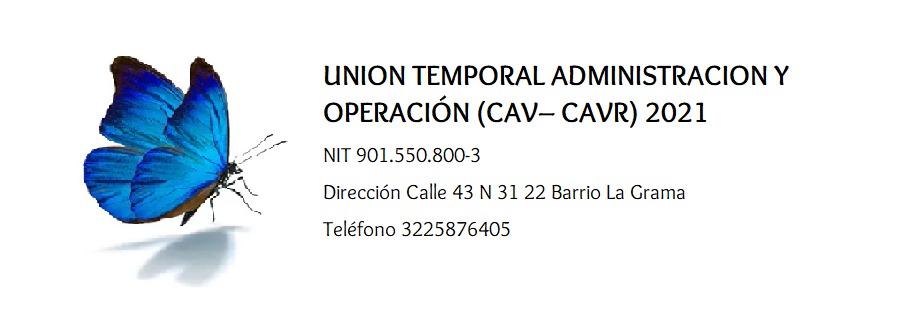 UNION TEMPORAL ADMINISTRACION Y
OPERACIÓN (CAV– CAVR) 2021
NIT 901.550.800-3
Dirección Calle 43 N 31 22 Barrio La Grama
Teléfono 3225876405